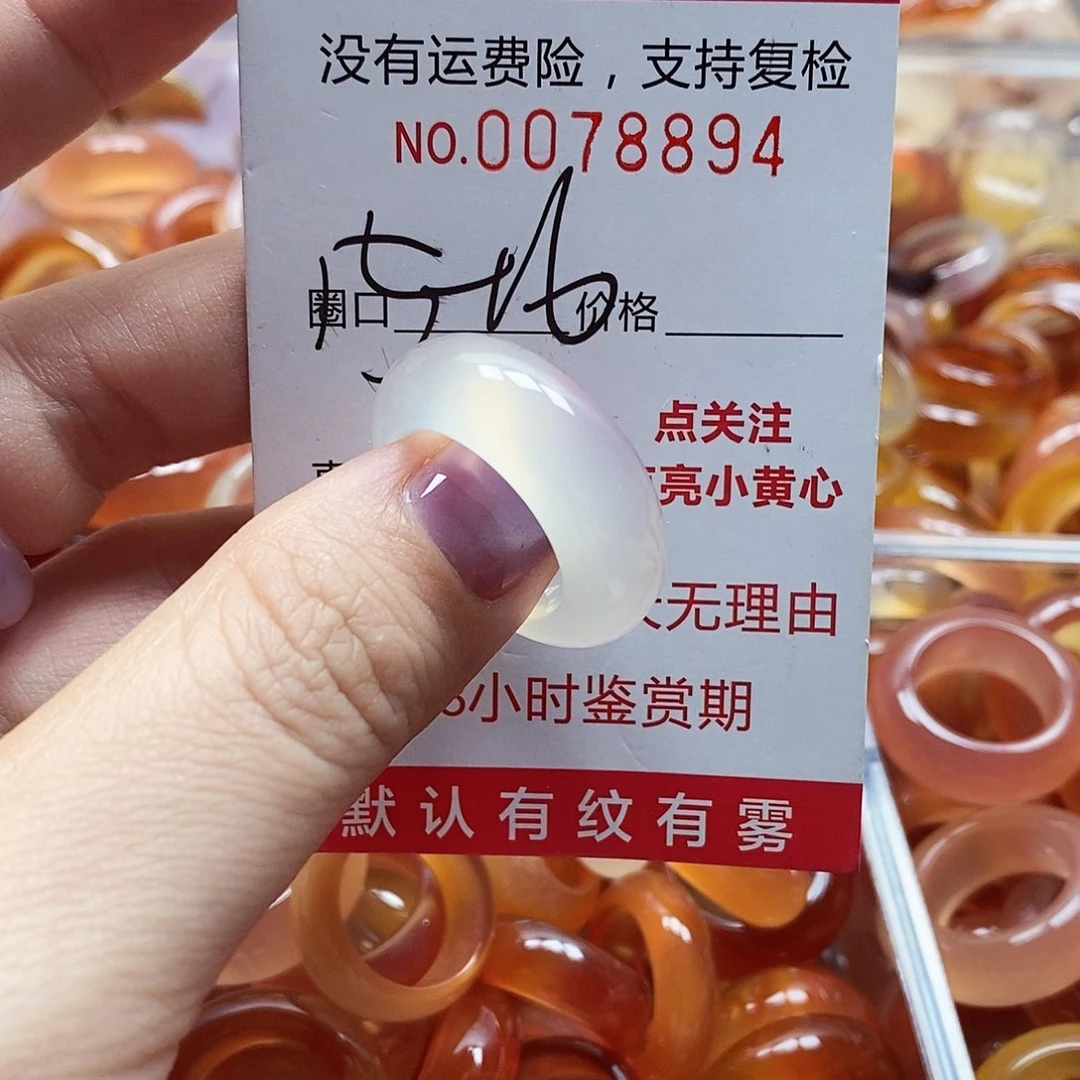 没有运费险，支持复检
NO.0078894
圈口 价格
点关注
亮小黄心
无理由
小时鉴赏期
默认有纹有雾